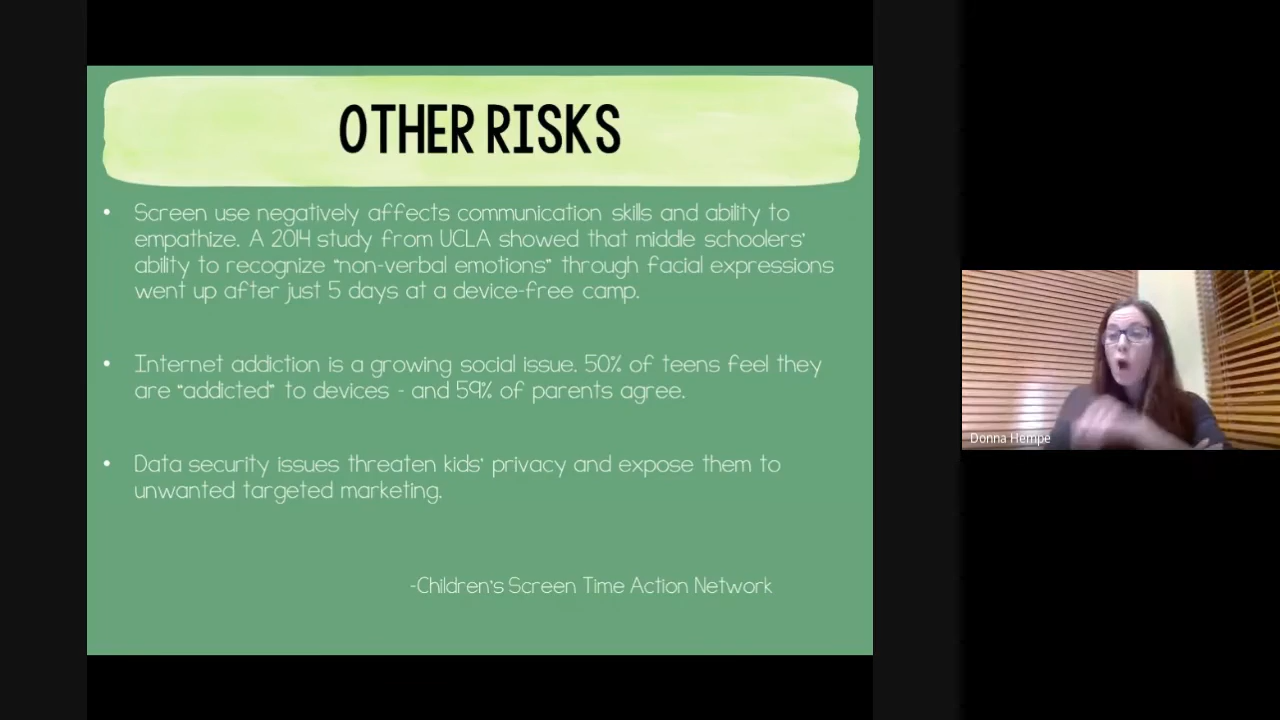 OTHER RISKS
• Screen use negatively affects communication skills and ability to
empathize. A 2014 study from UCLA showed that middle schoolers'
ability to recognize "non-verbal emotions" through facial expressions
went up after just 5 days at a device-free camp.
• Internet addiction is a growing social issue. 50% of teens feel they
are "addicted" to devices - and 59% of parents agree.
• Data security issues threaten kids' privacy and expose them to
unwanted targeted marketing.
-Children's Screen Time Action Network
Donna Hempe